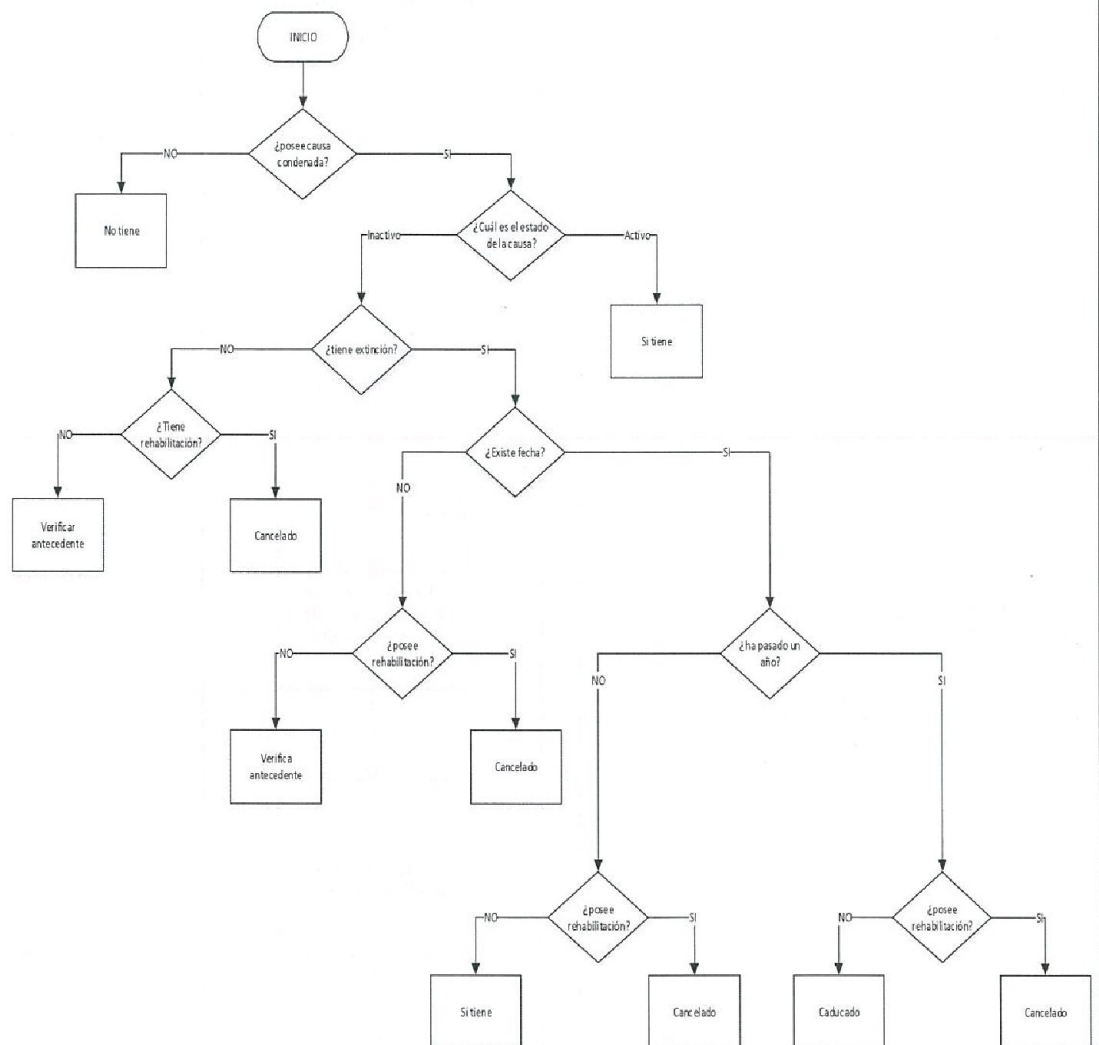 INICIO
¿posee causa
condenada?
NO
SI
No tiene
¿Cuál es el estado
de la causa?
Inactivo
Activo
Si tiene
¿tiene extinción?
NO
SI
¿Tiene
rehabilitación?
NO
SI
¿Existe fecha?
NO
SI
Verificar
antecedente
Cancelado
¿posee
rehabilitación?
NO
SI
¿ha pasado un
año?
NO
SI
Verifica
antecedente
Cancelado
¿posee
rehabilitación?
NO
SI
¿posee
rehabilitación?
NO
SI
Si tiene
Cancelado
Caducado
Cancelado